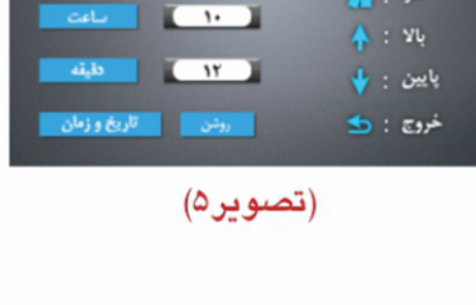 ساعت ۱۰
بالا :
دقیقه ۱۲
پایین :
تاریخ و زمان روشن
خروج :
(تصویر۵)